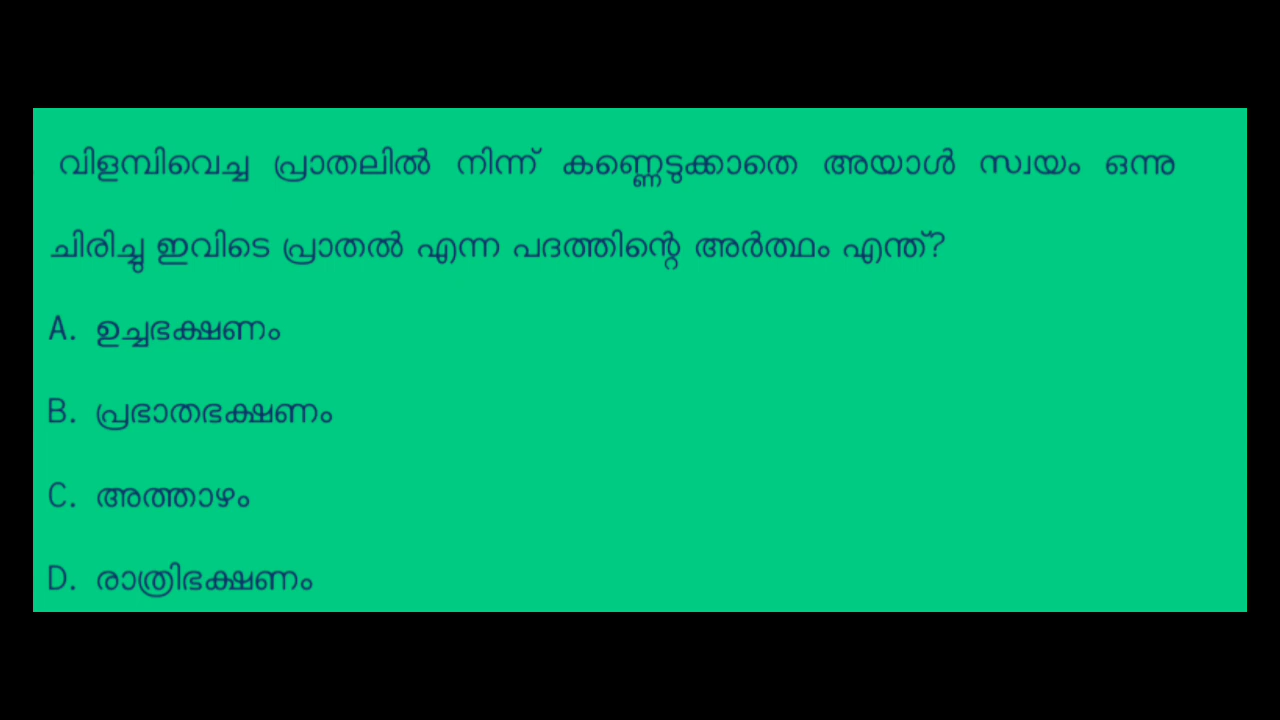 വിളമ്പിവെച്ച പ്രാതലിൽ നിന്ന് കണ്ണെടുക്കാതെ അയാൾ സ്വയം ഒന്നു
ചിരിച്ചു ഇവിടെ പ്രാതൽ എന്ന പദത്തിന്റെ അർത്ഥം എന്ത്?
A. ഉച്ചഭക്ഷണം
B. പ്രഭാതഭക്ഷണം
C. അത്താഴം
D. രാത്രിഭക്ഷണം